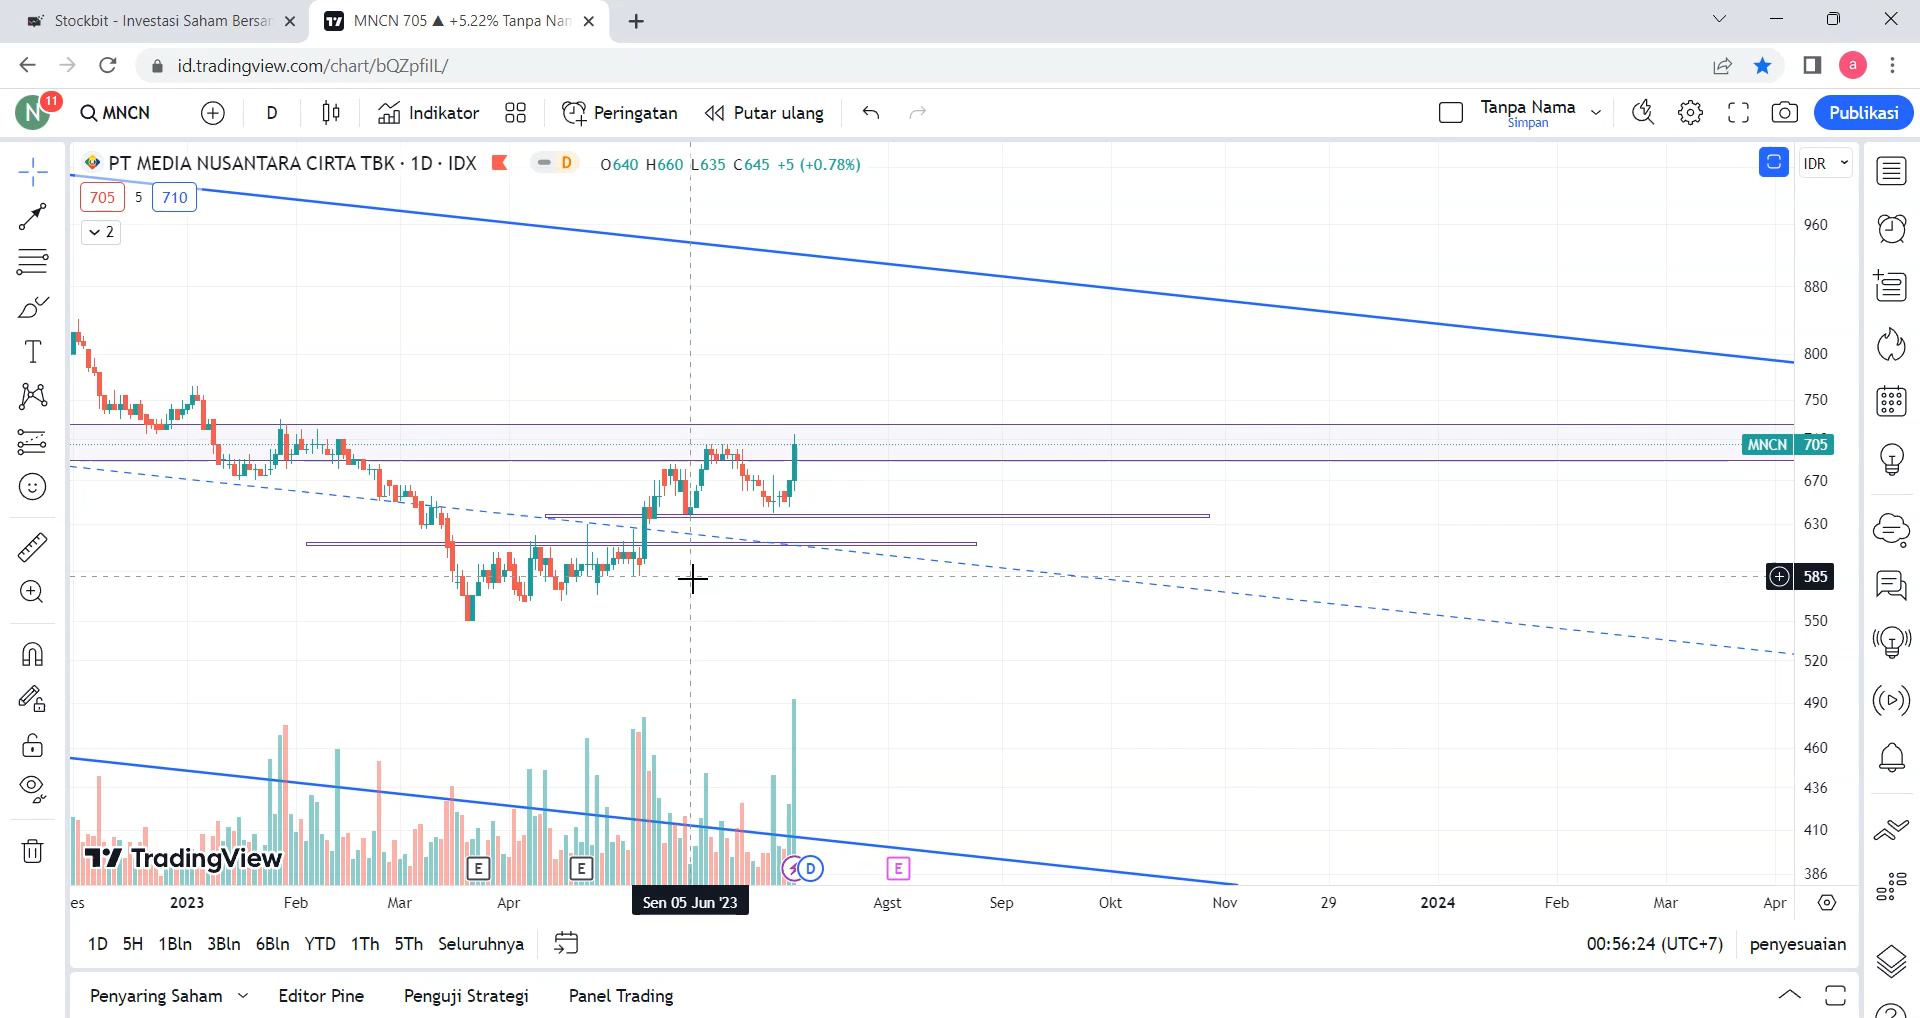 Stockbit - Investasi Saham Bersar
MNCN 705 ▲ +5.22% Tanpa Nam
id.tradingview.com/chart/bQZpfiIL/
a
N
11
MNCN
D
Indikator
Peringatan
Putar ulang
Tanpa Nama
Simpan
Publikasi
PT MEDIA NUSANTARA CIRTA TBK · 1D · IDX
D
O640 H660 L635 C645 +5 (+0.78%)
IDR
705
5
710
2
960
880
800
750
MNCN 705
670
630
585
550
520
490
460
436
410
386
TradingView
E
E
D
E
es
2023
Feb
Mar
Apr
Sen 05 Jun '23
Agst
Sep
Okt
Nov
29
2024
Feb
Mar
Apr
1D 5H 1Bln 3Bln 6Bln YTD 1Th 5Th Seluruhnya
00:56:24 (UTC+7)
penyesuaian
Penyaring Saham
Editor Pine
Penguji Strategi
Panel Trading